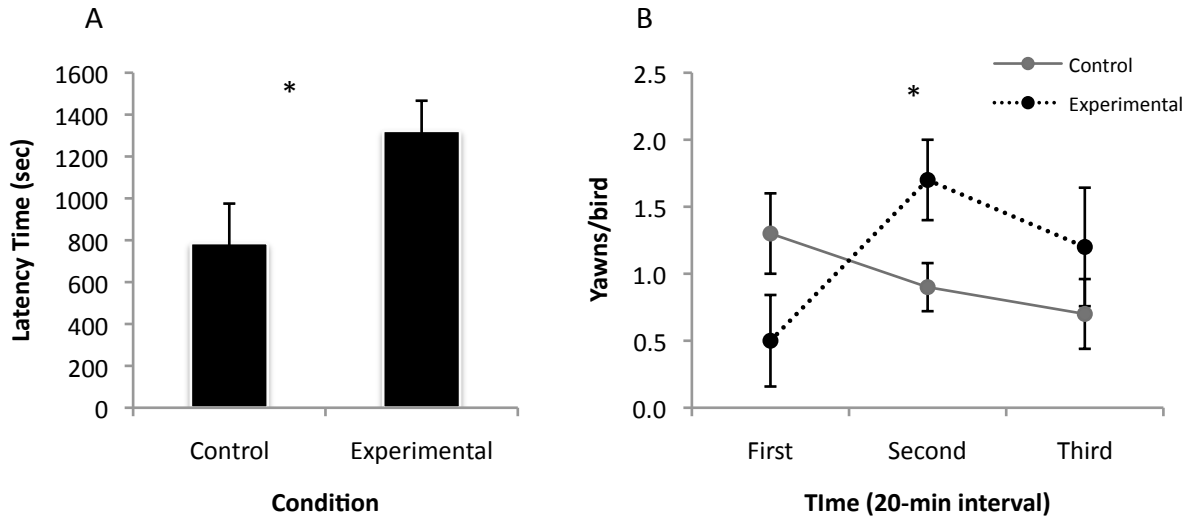 A
*
1600
1400
1200
1000
800
600
400
200
0
Latency Time (sec)
Control
Experimental
Condition
B
Control
Experimental
*
2.5
2.0
1.5
1.0
0.5
0.0
Yawns/bird
First
Second
Third
TIme (20-min interval)